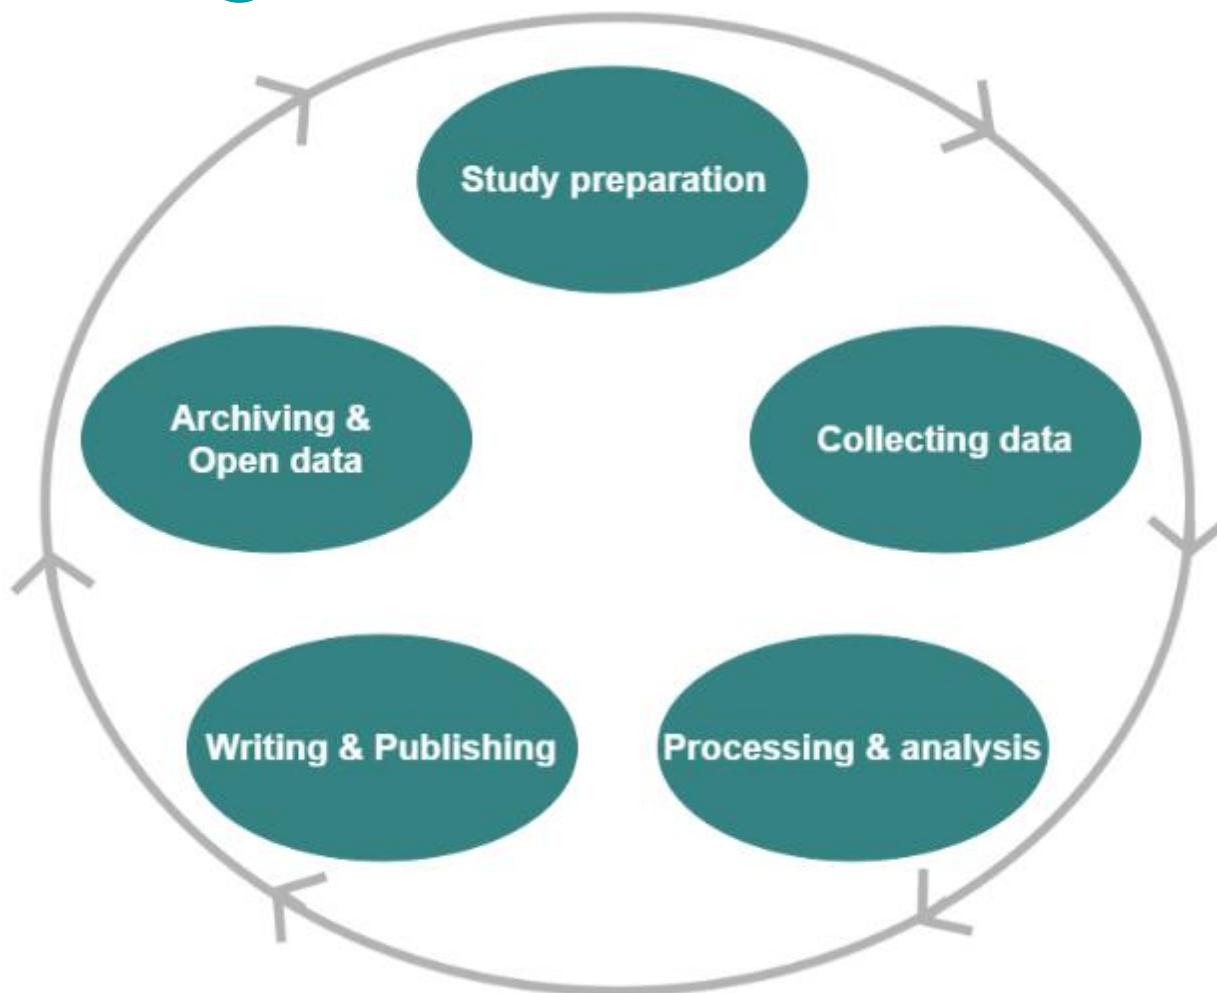 Study preparation
Collecting data
Processing & analysis
Writing & Publishing
Archiving &
Open data